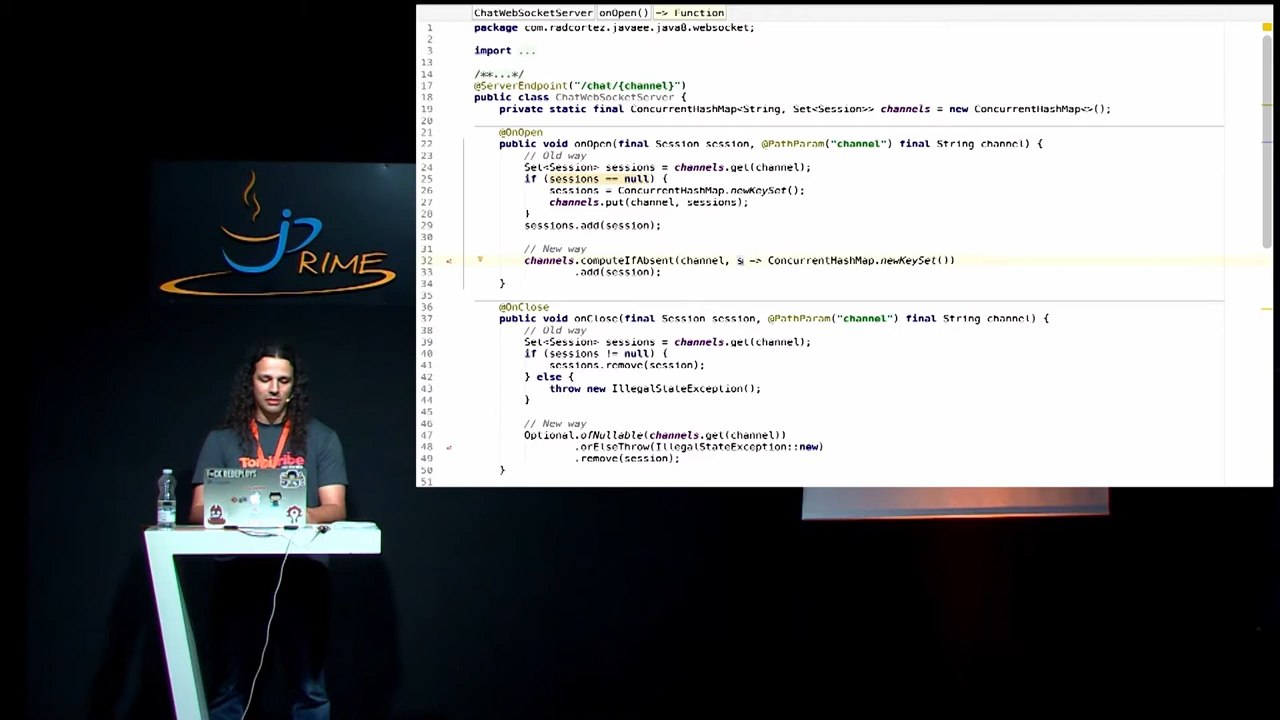 ChatWebSocketServer onOpen() -> Function
1 package com.radcortez.javaee.java8.websocket;
2
3 import ...
13
14 /**...*/
17 @ServerEndpoint("/chat/{channel}")
18 public class ChatWebSocketServer {
19 private static final ConcurrentHashMap<String, Set<Session>> channels = new ConcurrentHashMap<>();
20
21 @OnOpen
22 public void onOpen(final Session session, @PathParam("channel") final String channel) {
23 // Old way
24 Set<Session> sessions = channels.get(channel);
25 if (sessions == null) {
26 sessions = ConcurrentHashMap.newKeySet();
27 channels.put(channel, sessions);
28 }
29 sessions.add(session);
30
31 // New way
32 channels.computeIfAbsent(channel, s -> ConcurrentHashMap.newKeySet())
33 .add(session);
34 }
35
36 @OnClose
37 public void onClose(final Session session, @PathParam("channel") final String channel) {
38 // Old way
39 Set<Session> sessions = channels.get(channel);
40 if (sessions != null) {
41 sessions.remove(session);
42 } else {
43 throw new IllegalStateException();
44 }
45
46 // New way
47 Optional.ofNullable(channels.get(channel))
48 .orElseThrow(IllegalStateException::new)
49 .remove(session);
50 }
51
jPRIME
REDEPLOYS